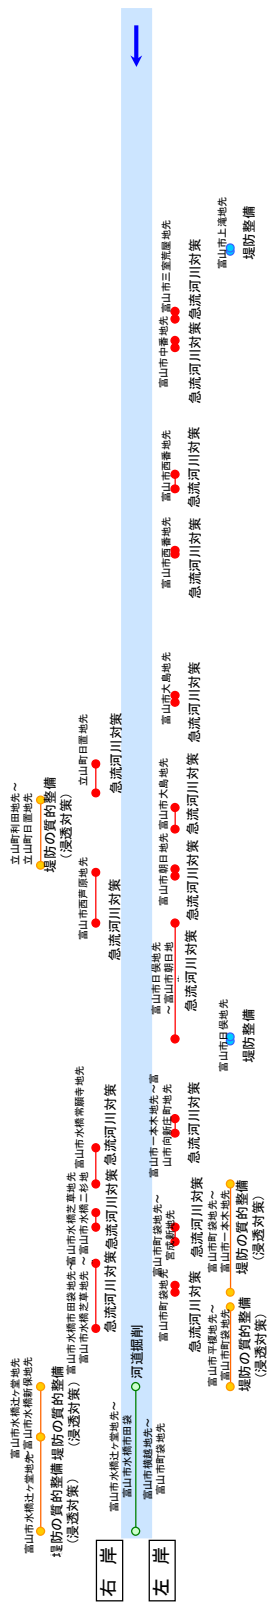 右 岸
富山市水橋辻ヶ堂地先
堤防の質的整備
（浸透対策）
富山市水橋辻ヶ堂地先
～富山市水橋新保地先
堤防の質的整備
（浸透対策）
立山町利田地先～
立山町日置地先
堤防の質的整備
（浸透対策）
富山市水橋市田袋地先～
富山市水橋芝草地先
急流河川対策
富山市水橋芝草地先
～富山市水橋二杉地
急流河川対策
富山市水橋常願寺地先
急流河川対策
富山市西芦原地先
急流河川対策
立山町日置地先
急流河川対策
富山市水橋辻ヶ堂地先～
富山市水橋市田袋
河道掘削
富山市横越地先～
富山市町袋地先
左 岸
富山市町袋地先
急流河川対策
富山市町袋地先～
急流河川対策
富山市一本木地先～富
山市向新庄町地先
急流河川対策
富山市日俣地先
～富山市朝日地
急流河川対策
富山市朝日地先
急流河川対策
富山市大島地先
急流河川対策
富山市大島地先
急流河川対策
富山市西番地先
急流河川対策
富山市西番地先
急流河川対策
富山市中番地先
急流河川対策
富山市三室荒屋地先
急流河川対策
富山市平榎地先～
富山市町袋地先
堤防の質的整備
（浸透対策）
富山市町袋地先～
富山市一本木地先
堤防の質的整備
（浸透対策）
富山市日俣地先
堤防整備
富山市上滝地先
堤防整備